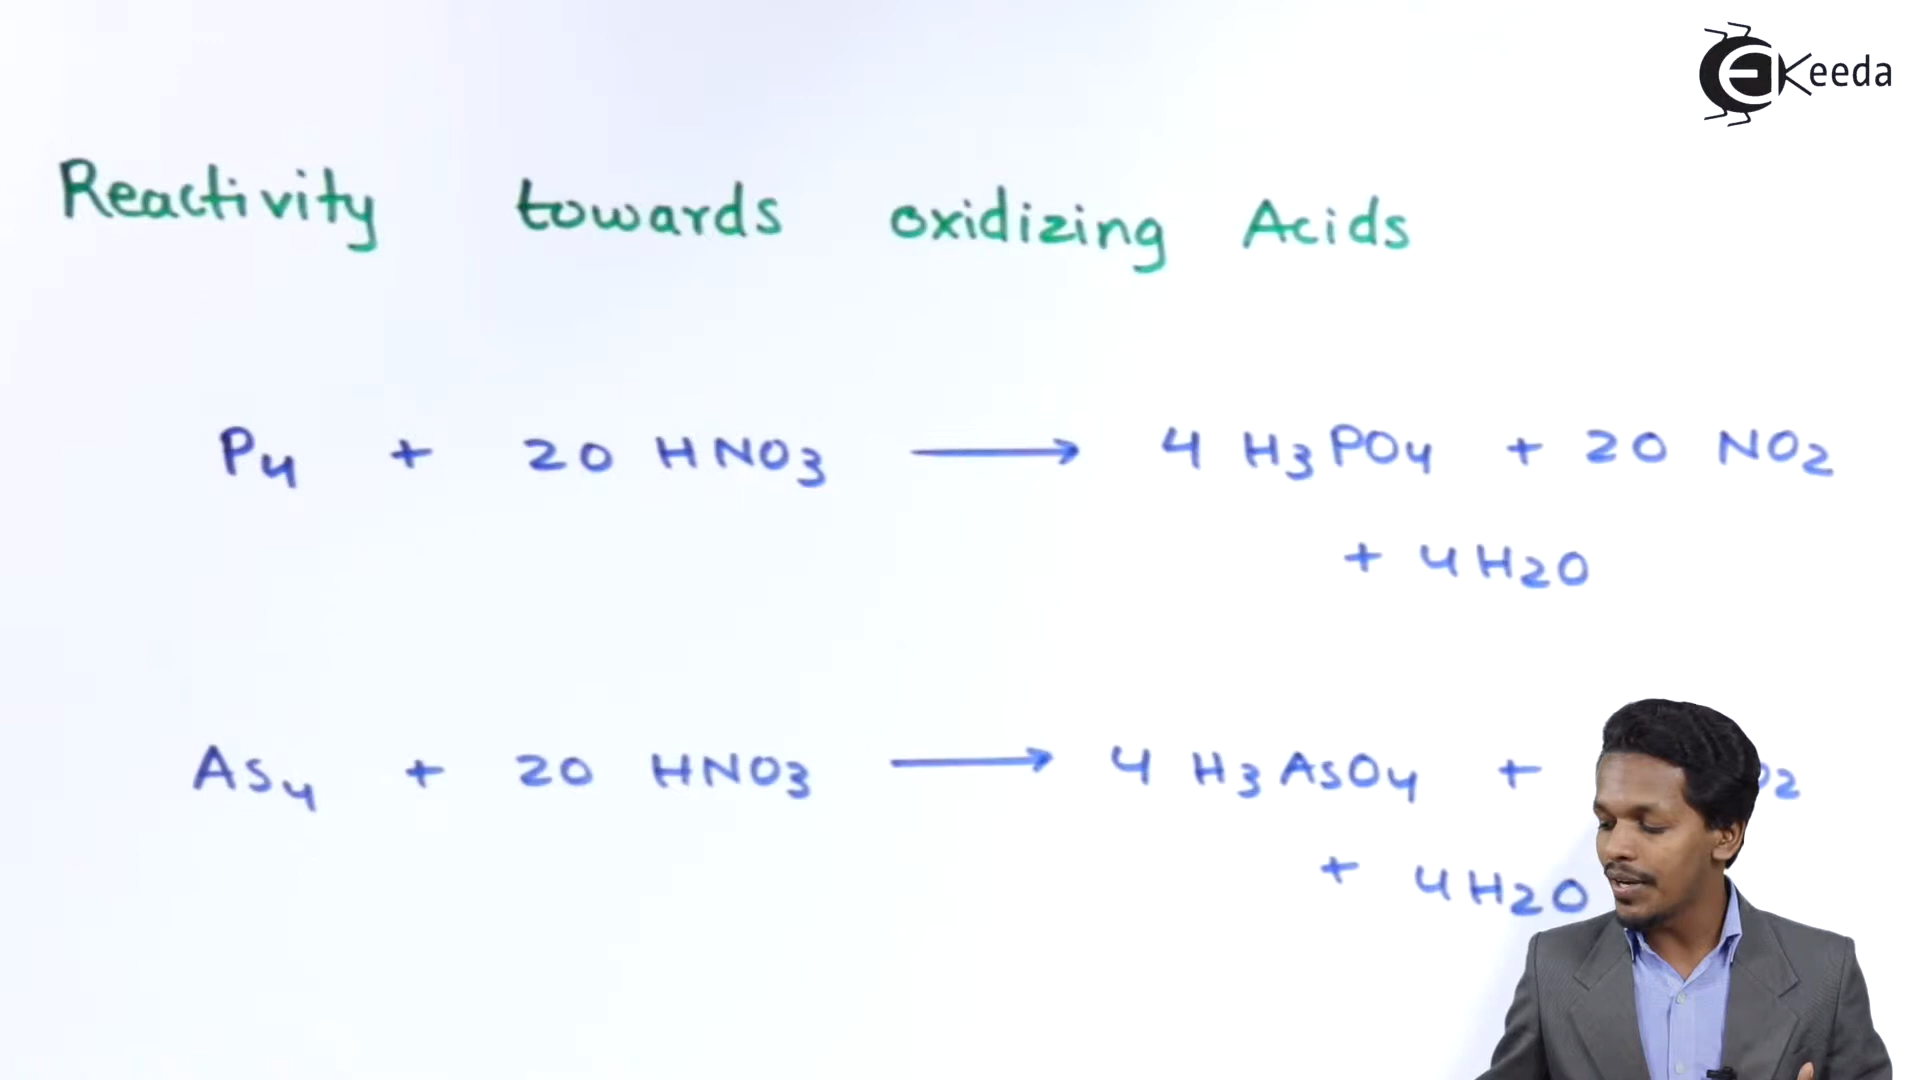 Keeda
Reactivity towards oxidizing Acids
P4 + 20 HNO3 ⟶ 4 H3PO4 + 20 NO2
+ 4H2O
As4 + 20 HNO3 ⟶ 4 H3AsO4 +
+ 4H2O